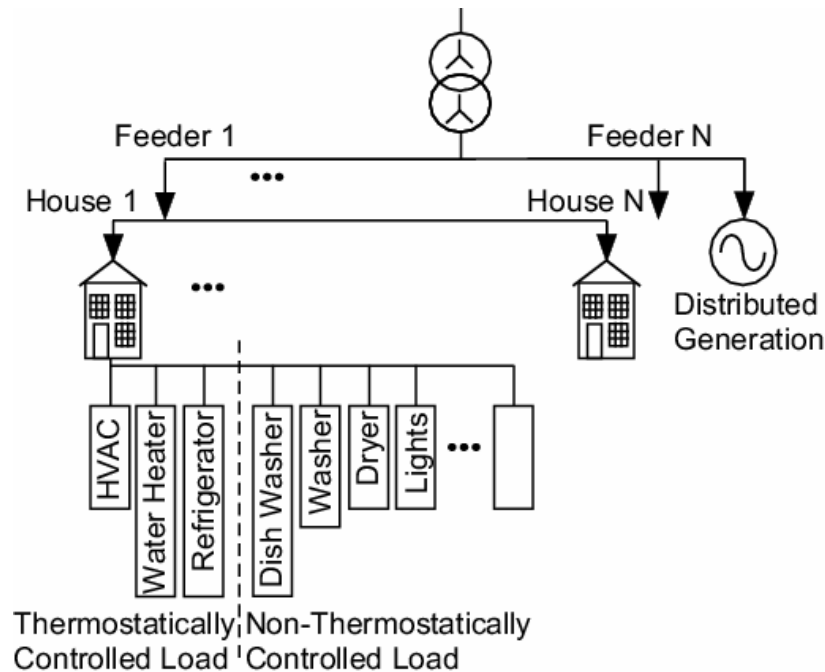 Feeder 1
Feeder N
House 1
House N
Distributed
Generation
HVAC
Water Heater
Refrigerator
Dish Washer
Washer
Dryer
Lights
Thermostatically
Controlled Load
Non-Thermostatically
Controlled Load